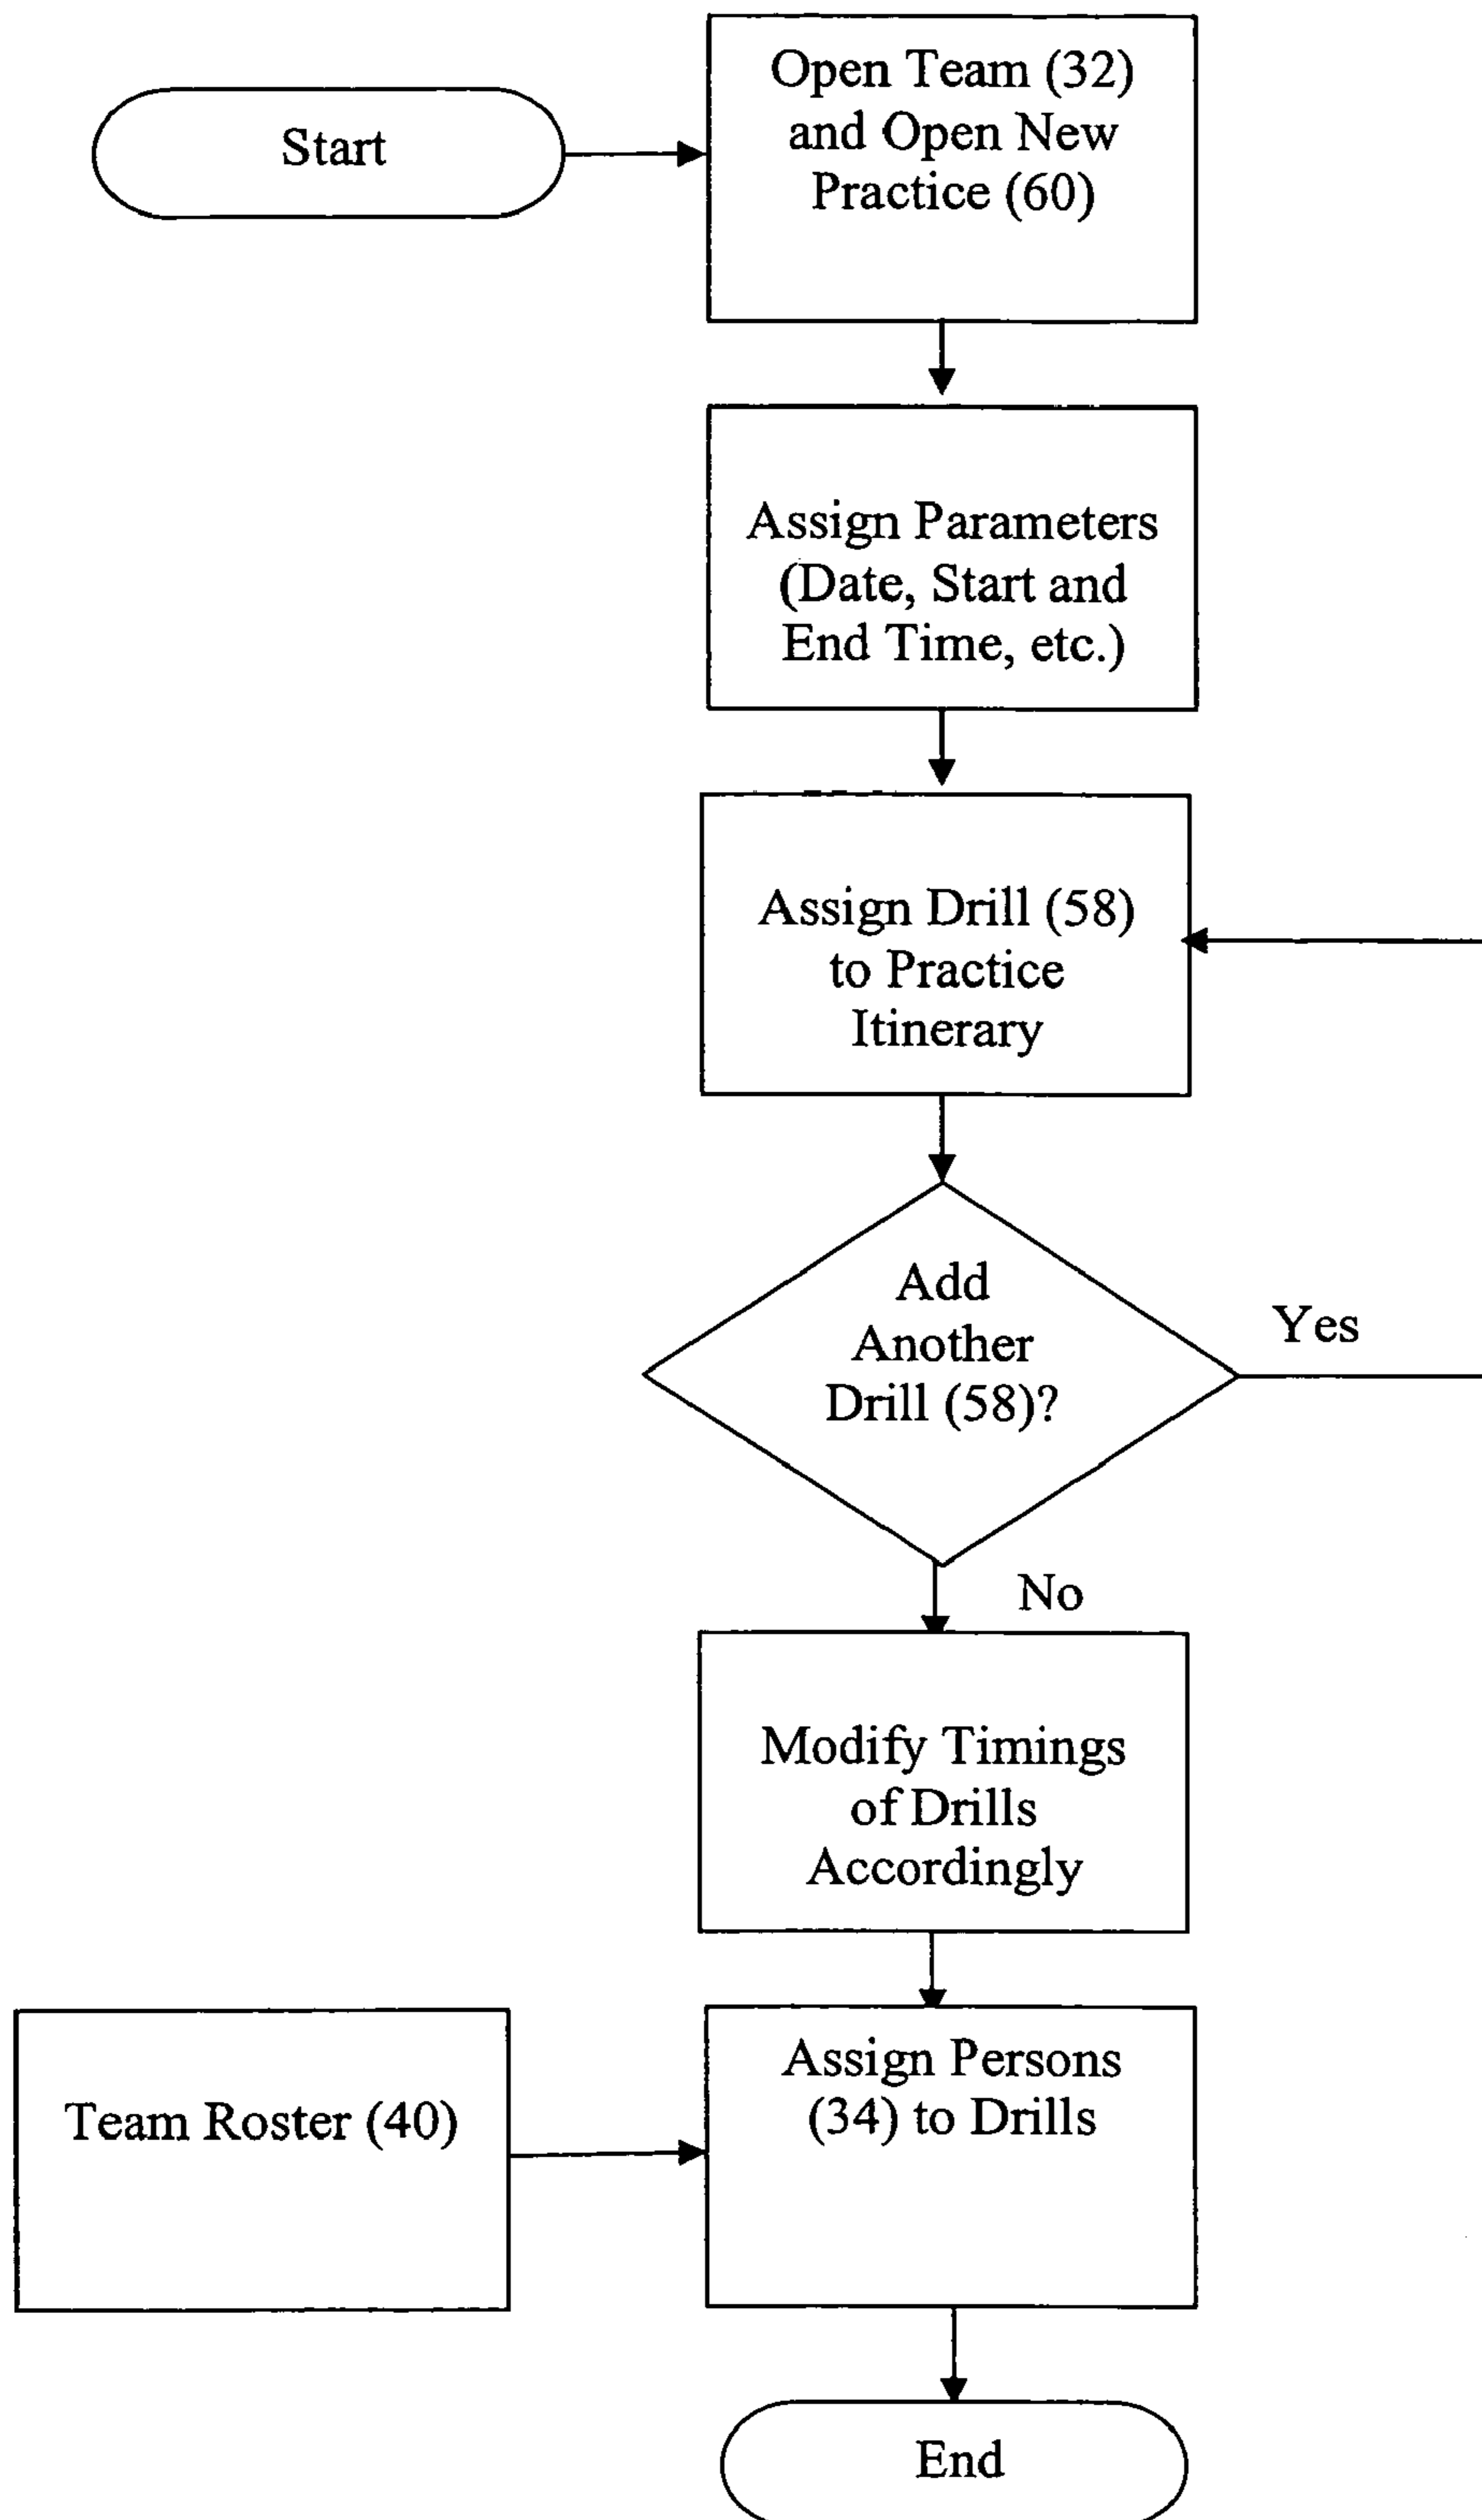 Start
Open Team (32)
and Open New
Practice (60)
Assign Parameters
(Date, Start and
End Time, etc.)
Assign Drill (58)
to Practice
Itinerary
Add
Another
Drill (58)?
Yes
No
Modify Timings
of Drills
Accordingly
Team Roster (40)
Assign Persons
(34) to Drills
End